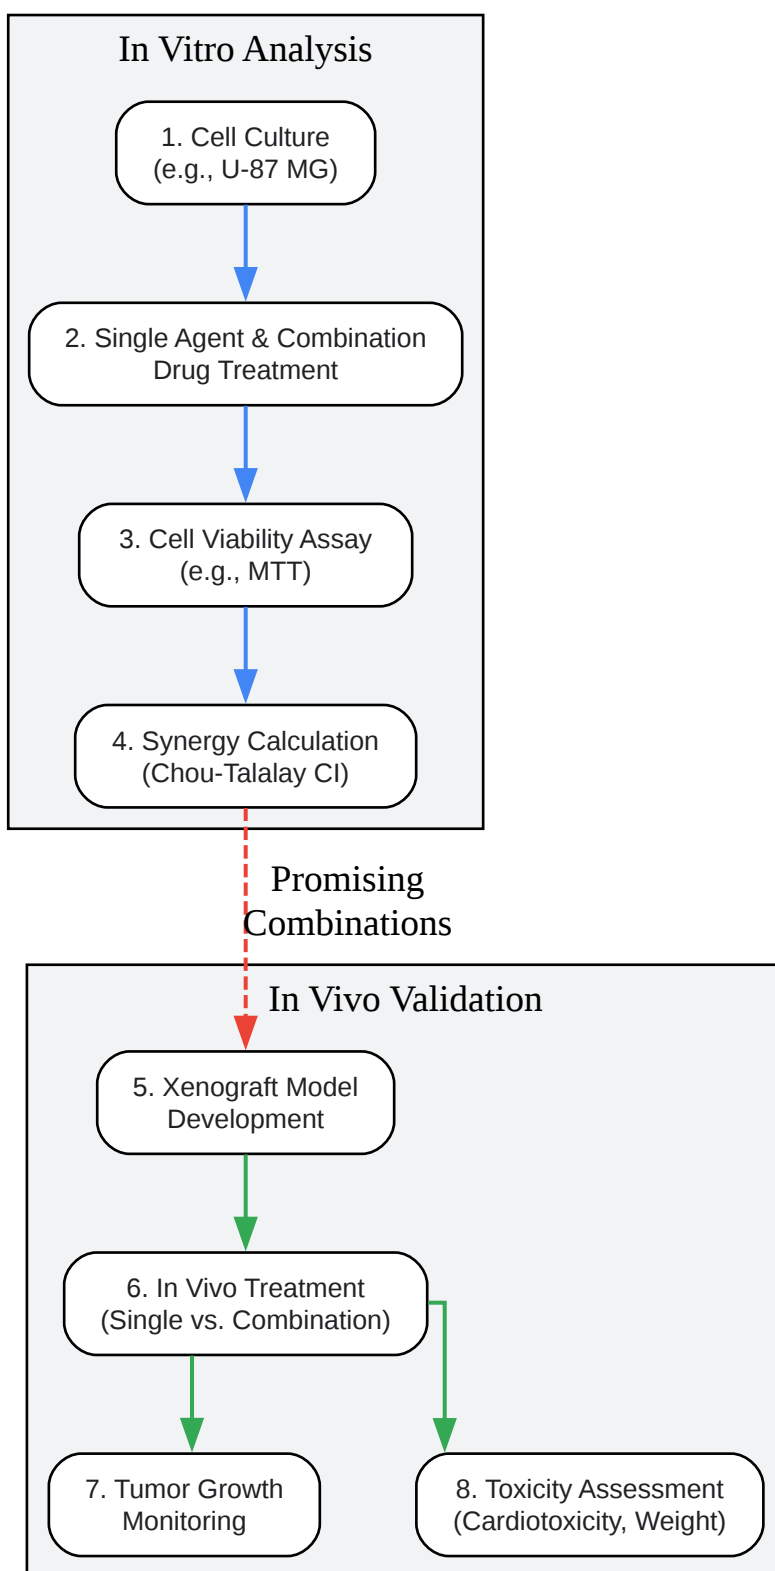 In Vitro Analysis
1. Cell Culture
(e.g., U-87 MG)
2. Single Agent & Combination
Drug Treatment
3. Cell Viability Assay
(e.g., MTT)
4. Synergy Calculation
(Chou-Talalay CI)
Promising
Combinations
In Vivo Validation
5. Xenograft Model
Development
6. In Vivo Treatment
(Single vs. Combination)
7. Tumor Growth
Monitoring
8. Toxicity Assessment
(Cardiotoxicity, Weight)